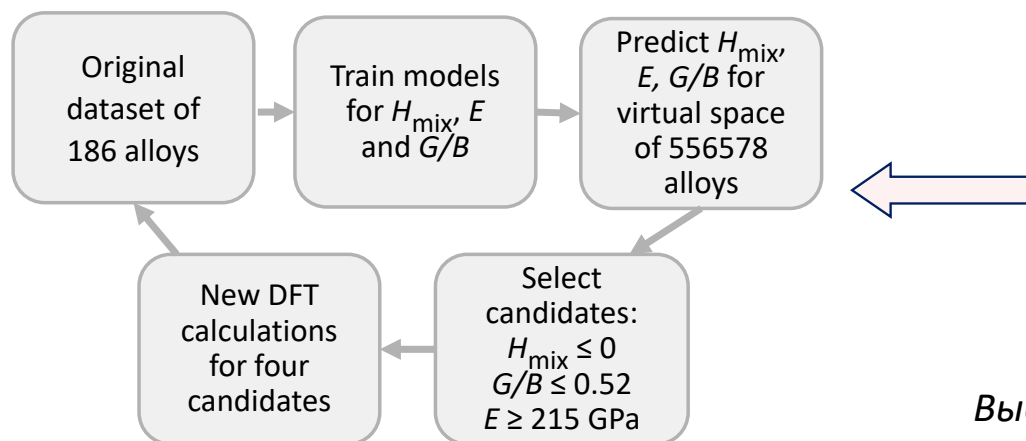 Original
dataset of
186 alloys
Train models
for Hmix, E
and G/B
Predict Hmix,
E, G/B for
virtual space
of 556578
alloys
Select
candidates:
Hmix ≤ 0
G/B ≤ 0.52
E ≥ 215 GPa
New DFT
calculations
for four
candidates